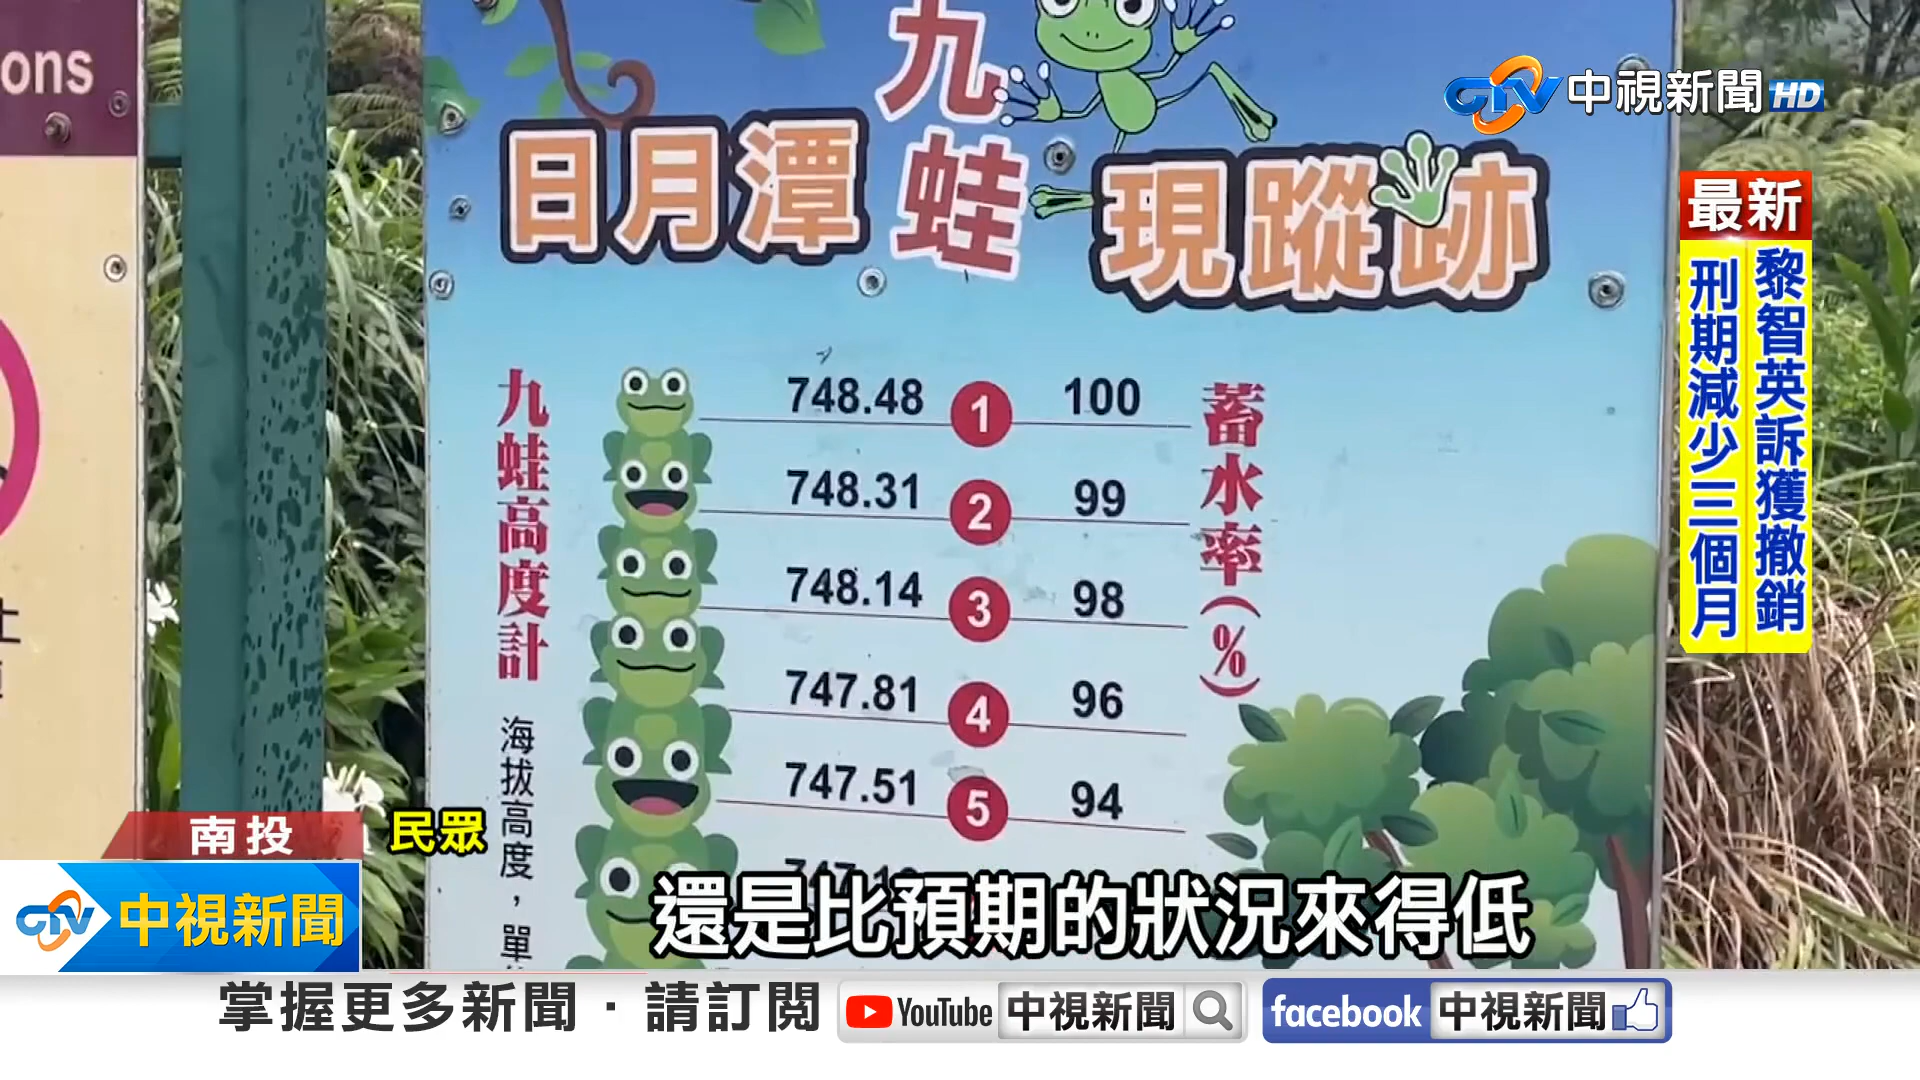 ons
九蛙
日月潭 現蹤跡
中視新聞 HD
最新
黎智英訴獲撤銷
刑期減少三個月
九蛙高度計
海拔高度，單
蓄水率(%)
748.48 1 100
748.31 2 99
748.14 3 98
747.81 4 96
747.51 5 94
南投
民眾
還是比預期的狀況來得低
CTV 中視新聞
掌握更多新聞‧請訂閱
YouTube 中視新聞
facebook 中視新聞